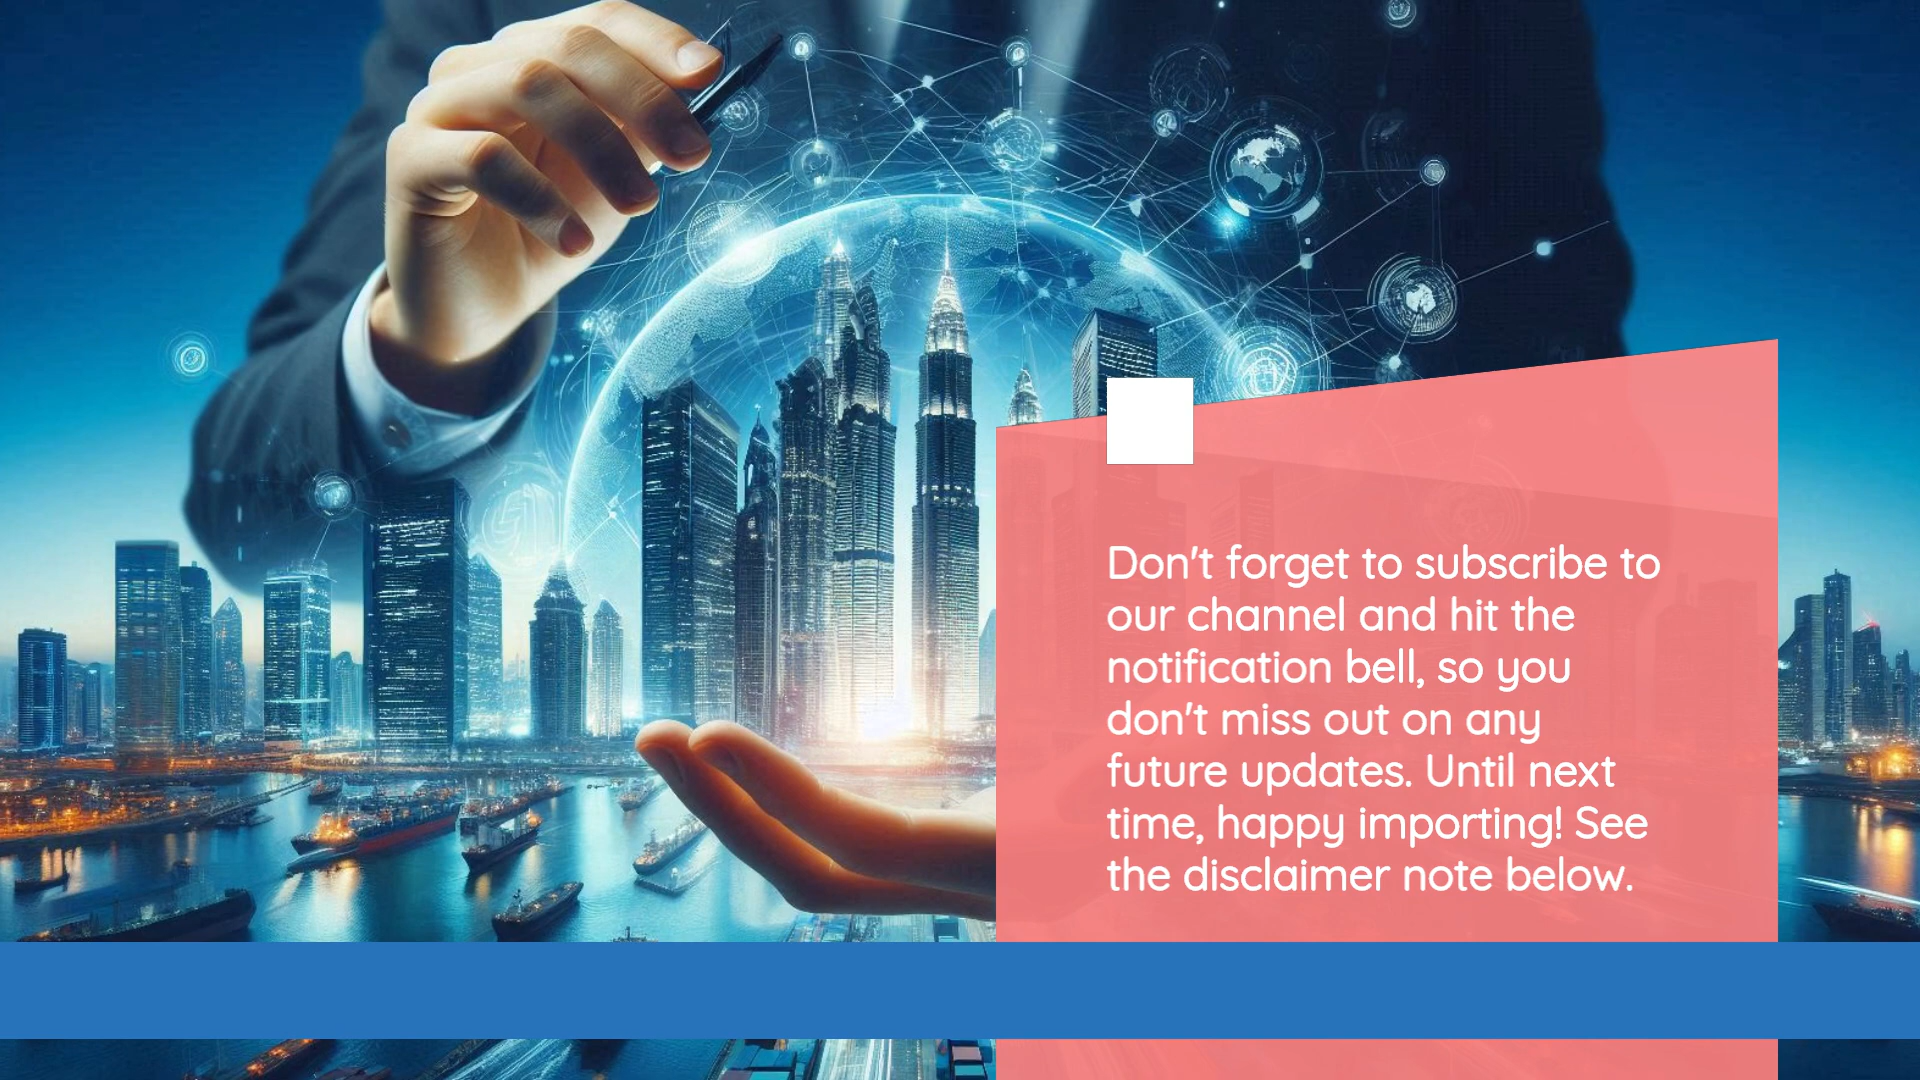 Don't forget to subscribe to
our channel and hit the
notification bell, so you
don't miss out on any
future updates. Until next
time, happy importing! See
the disclaimer note below.